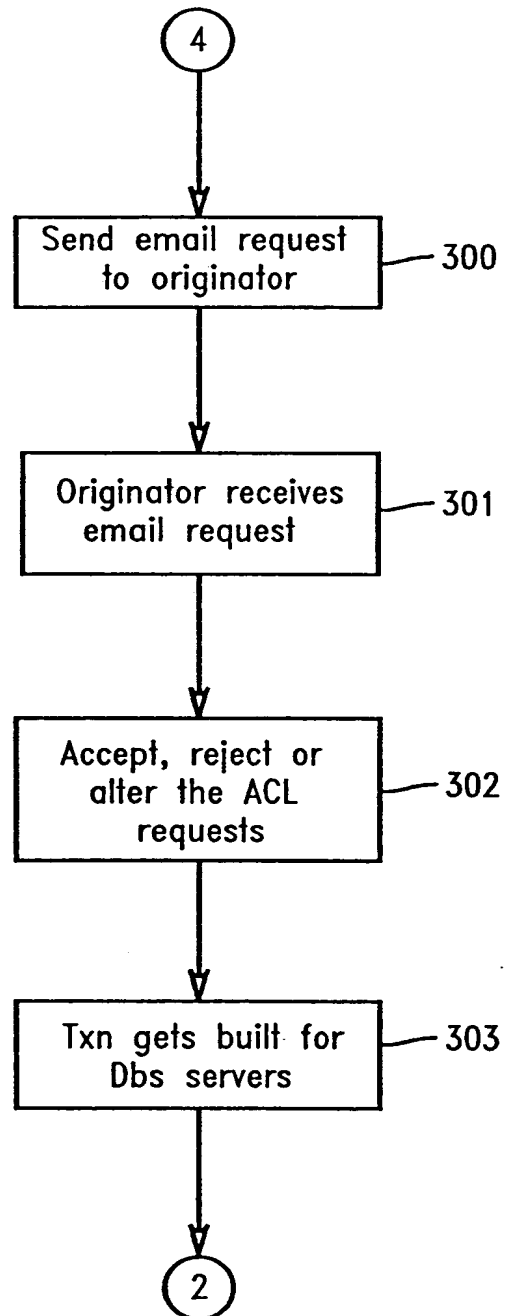 4
Send email request
to originator
300
Originator receives
email request
301
Accept, reject or
alter the ACL
requests
302
Txn gets built for
Dbs servers
303
2